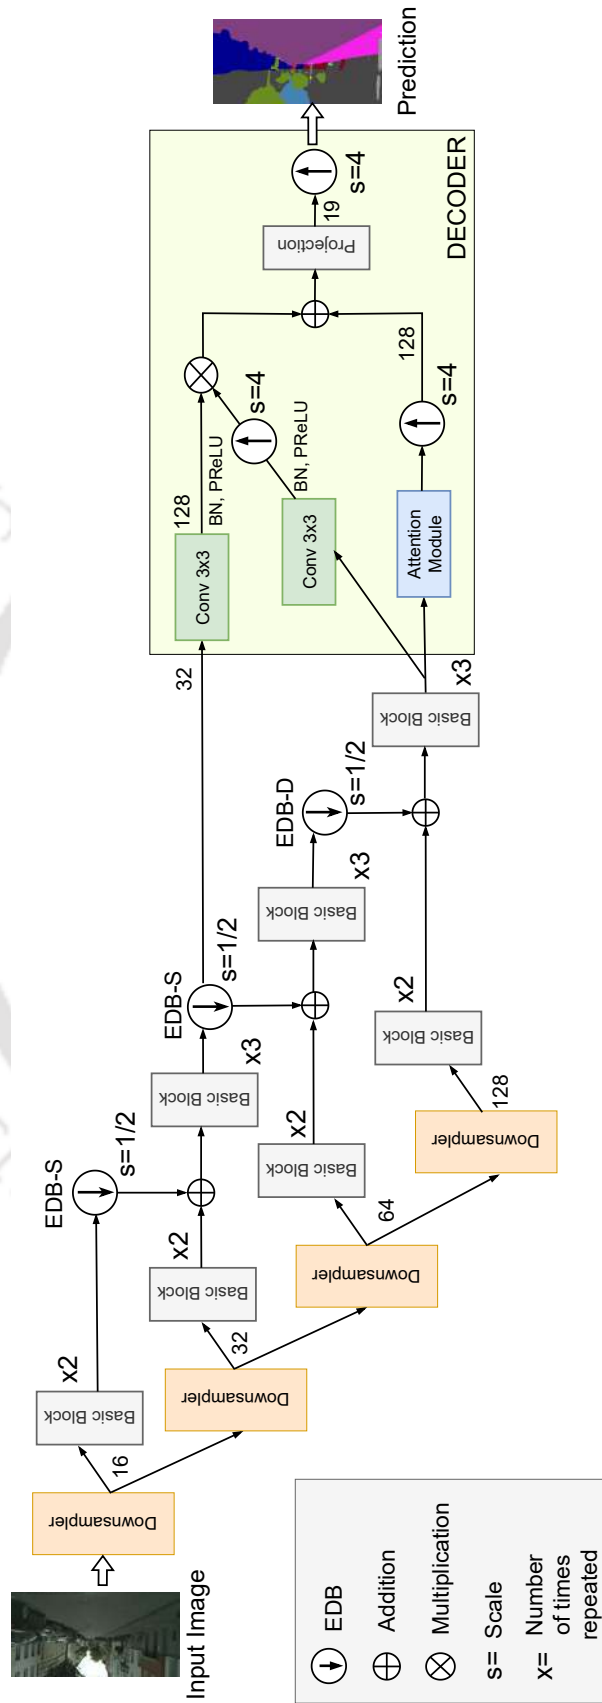 Input Image
Downsampler
16
Basic Block
x2
EDB-S
s=1/2
Downsampler
32
Basic Block
x2
Basic Block
x3
EDB-S
s=1/2
32
Downsampler
64
Basic Block
x2
Basic Block
x3
EDB-D
s=1/2
Downsampler
128
Basic Block
x2
Basic Block
x3
Conv 3x3
128
BN, PReLU
Conv 3x3
BN, PReLU
s=4
Attention
Module
s=4
128
Projection
19
s=4
DECODER
Prediction
EDB
Addition
Multiplication
s= Scale
x= Number
of times
repeated